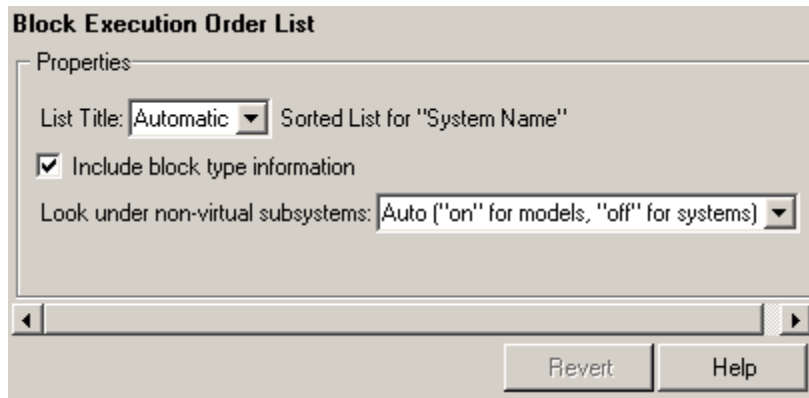 Block Execution Order List
Properties
List Title: Automatic Sorted List for "System Name"
Include block type information
Look under non-virtual subsystems: Auto ("on" for models, "off" for systems)
Revert Help